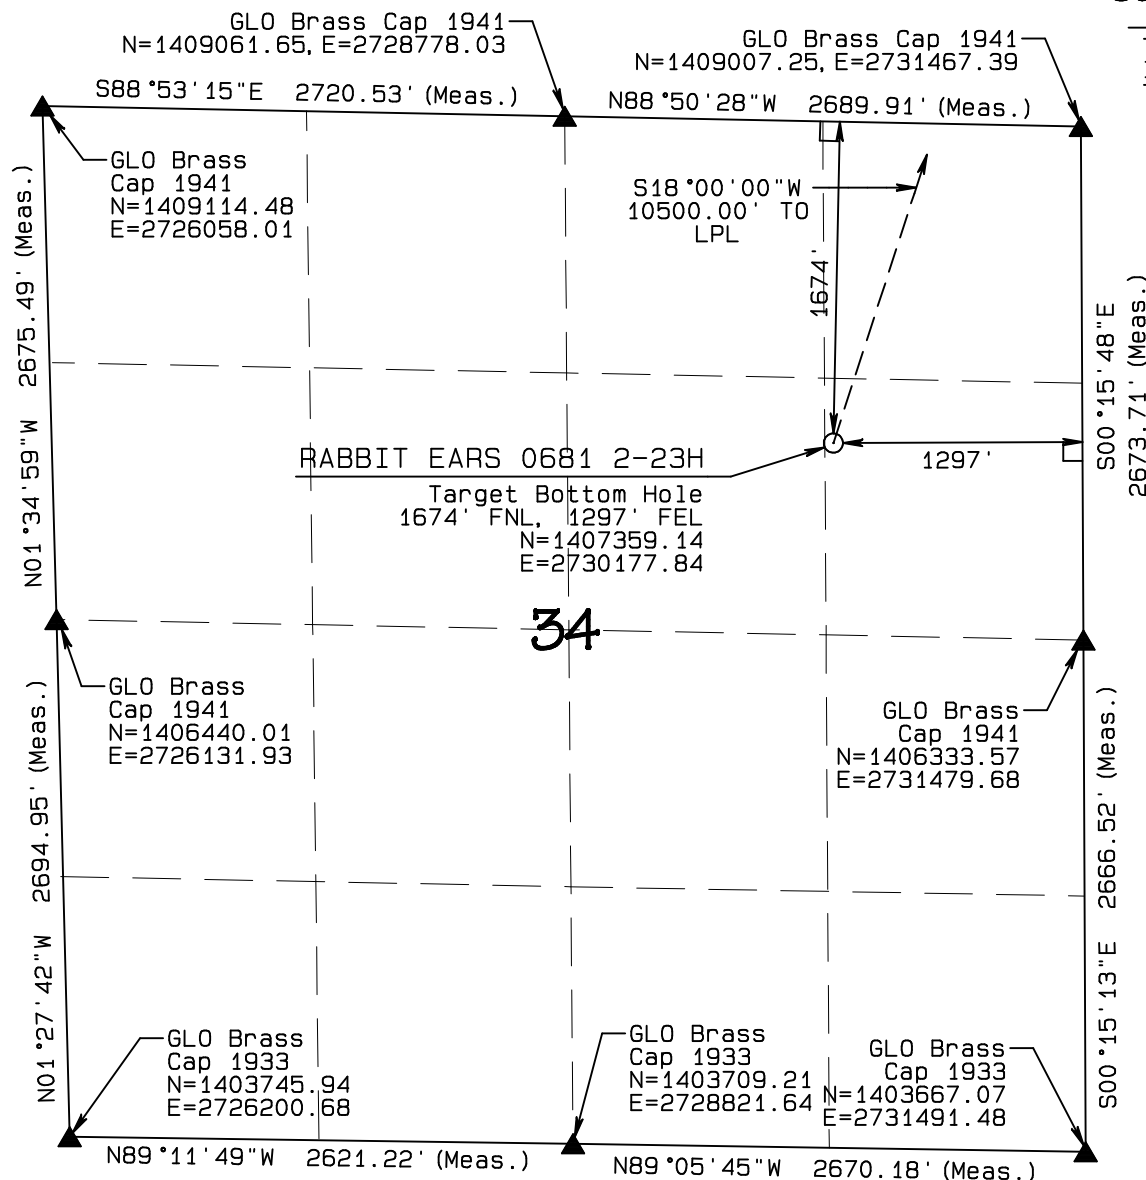 GLO Brass Cap 1941
N=1409061.65, E=2728778.03
GLO Brass Cap 1941
N=1409007.25, E=2731467.39
S88°53'15"E 2720.53' (Meas.)
N88°50'28"W 2689.91' (Meas.)
GLO Brass
Cap 1941
N=1409114.48
E=2726058.01
S18°00'00"W
10500.00' TO
LPL
1674'
N01°34'59"W 2675.49' (Meas.)
S00°15'48"E
2673.71' (Meas.)
1297'
RABBIT EARS 0681 2-23H
Target Bottom Hole
1674' FNL, 1297' FEL
N=1407359.14
E=2730177.84
34
GLO Brass
Cap 1941
N=1406440.01
E=2726131.93
GLO Brass
Cap 1941
N=1406333.57
E=2731479.68
N01°27'42"W 2694.95' (Meas.)
S00°15'13"E 2666.52' (Meas.)
GLO Brass
Cap 1933
N=1403745.94
E=2726200.68
GLO Brass
Cap 1933
N=1403709.21
E=2728821.64
GLO Brass
Cap 1933
N=1403667.07
E=2731491.48
N89°11'49"W 2621.22' (Meas.)
N89°05'45"W 2670.18' (Meas.)